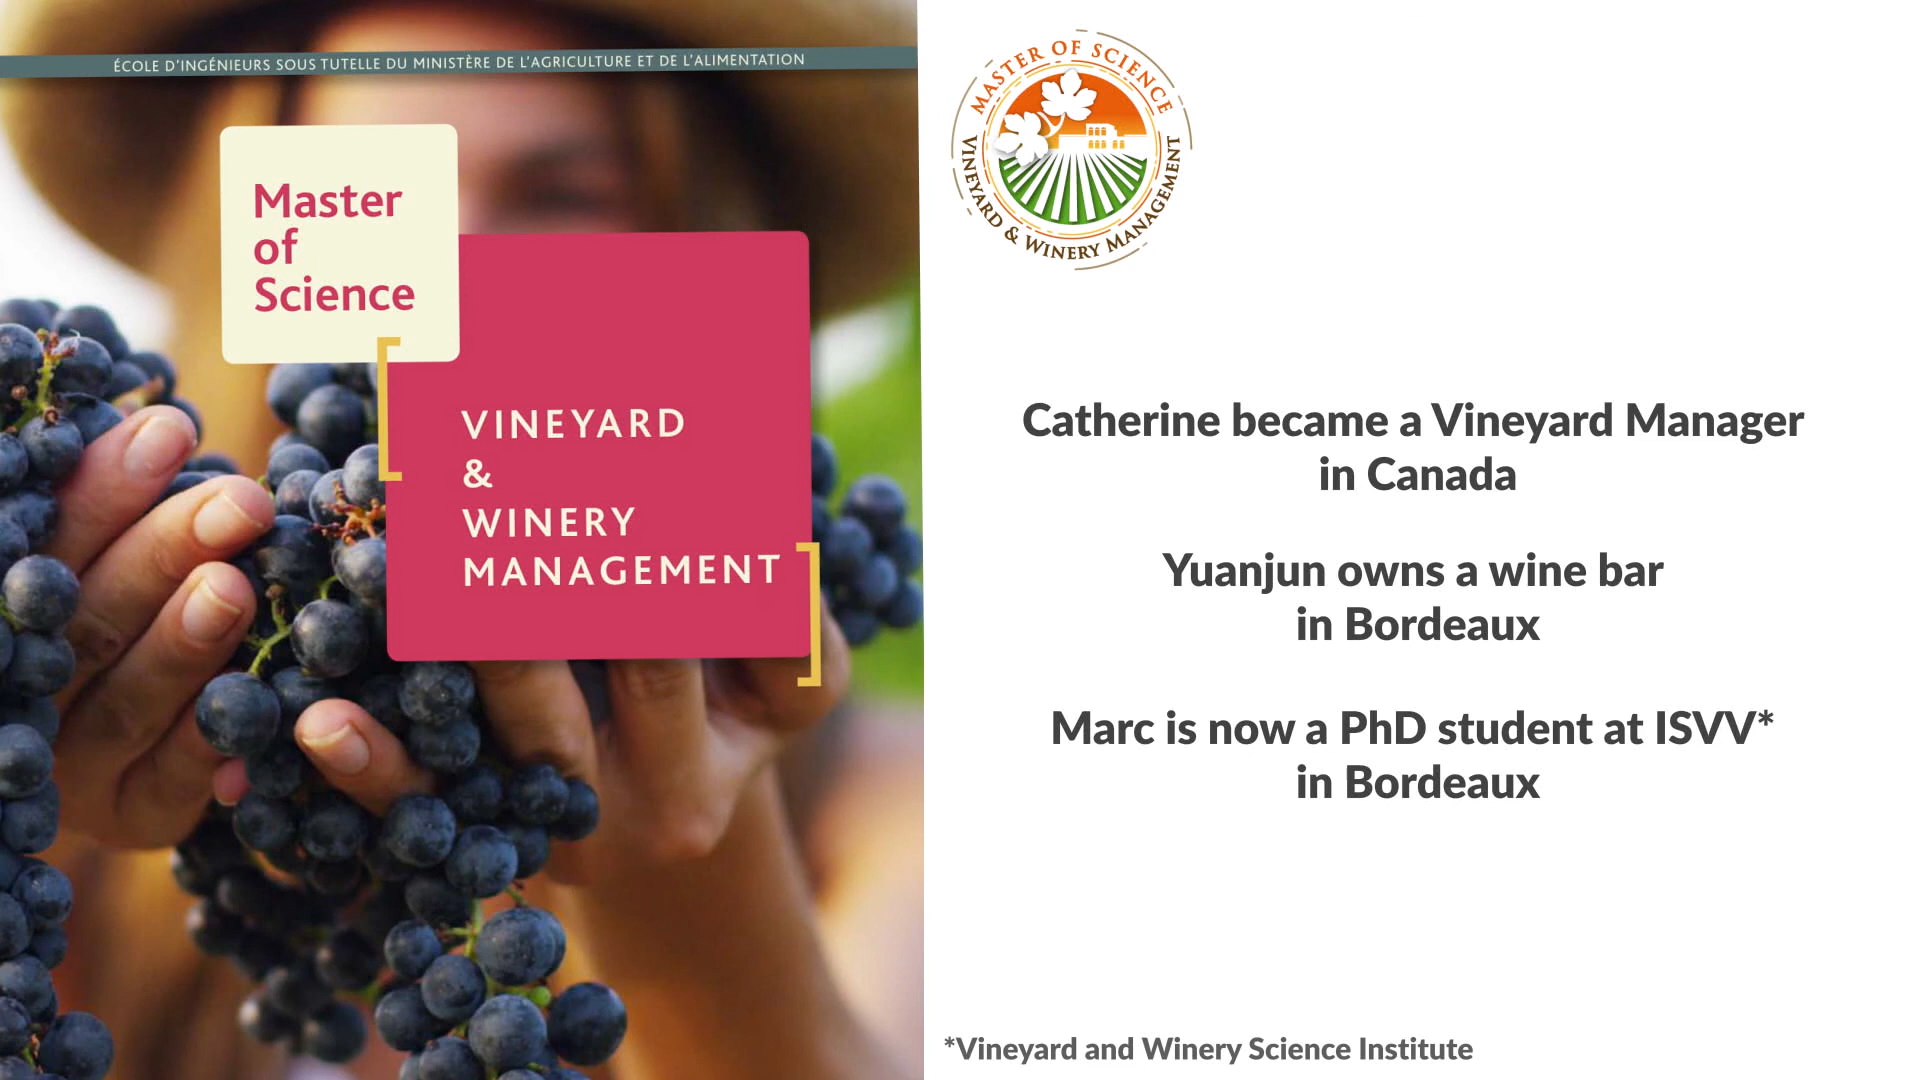 ÉCOLE D'INGÉNIEURS SOUS TUTELLE DU MINISTÈRE DE L'AGRICULTURE ET DE L'ALIMENTATION
Master
of
Science
VINEYARD
&
WINERY
MANAGEMENT
MASTER OF SCIENCE
VINEYARD & WINERY MANAGEMENT
Catherine became a Vineyard Manager
in Canada
Yuanjun owns a wine bar
in Bordeaux
Marc is now a PhD student at ISVV*
in Bordeaux
*Vineyard and Winery Science Institute